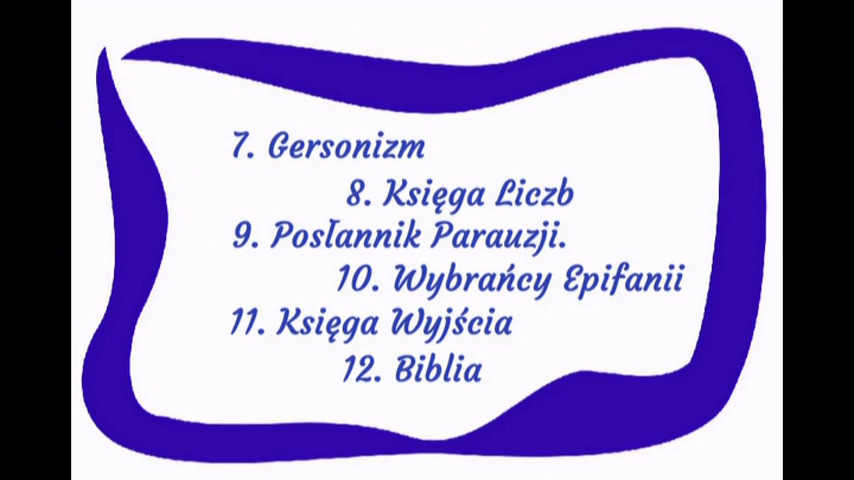 7. Gersonizm
8. Księga Liczb
9. Posłannik Parauzji.
10. Wybrańcy Epifanii
11. Księga Wyjścia
12. Biblia